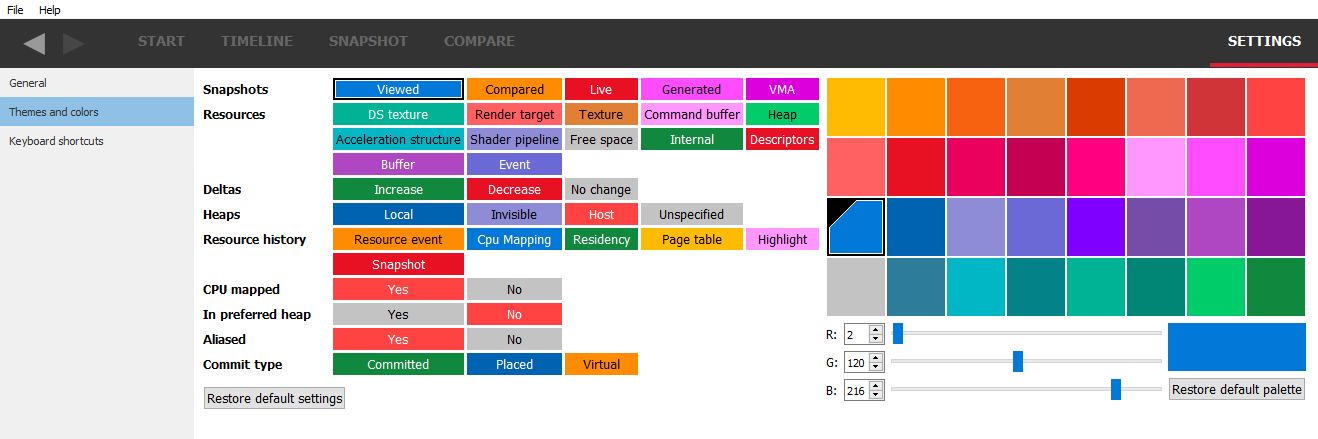 File Help
START TIMELINE SNAPSHOT COMPARE SETTINGS
General
Themes and colors
Keyboard shortcuts
Snapshots Viewed Compared Live Generated VMA
Resources DS texture Render target Texture Command buffer Heap
Acceleration structure Shader pipeline Free space Internal Descriptors
Buffer Event
Deltas Increase Decrease No change
Heaps Local Invisible Host Unspecified
Resource history Resource event Cpu Mapping Residency Page table Highlight
Snapshot
CPU mapped Yes No
In preferred heap Yes No
Aliased Yes No
Commit type Committed Placed Virtual
Restore default settings
R: 2
G: 120
B: 216
Restore default palette